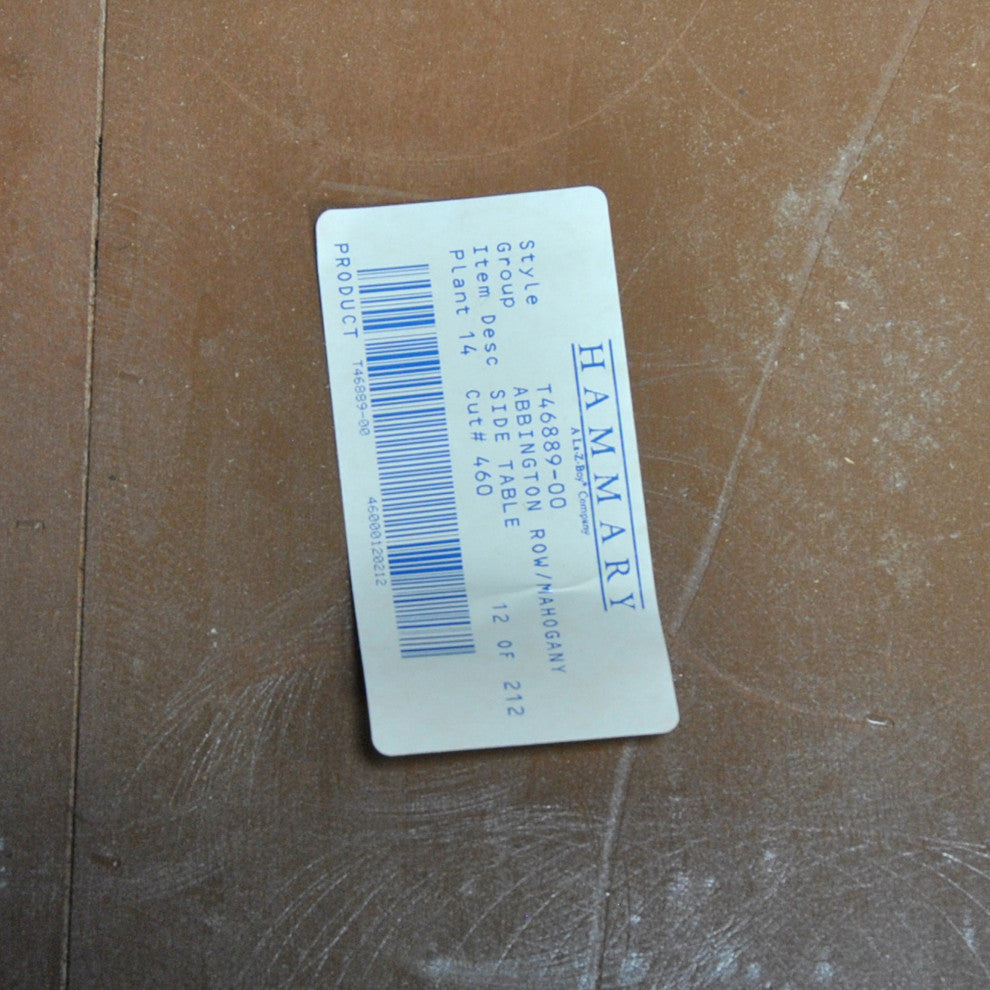 HAMMARY
A La-Z-Boy® Company
Style T46889-00
Group ABBINGTON ROW/MAHOGANY
Item Desc SIDE TABLE 12 OF 212
Plant 14 Cut# 460
PRODUCT T46889-00 46000120212